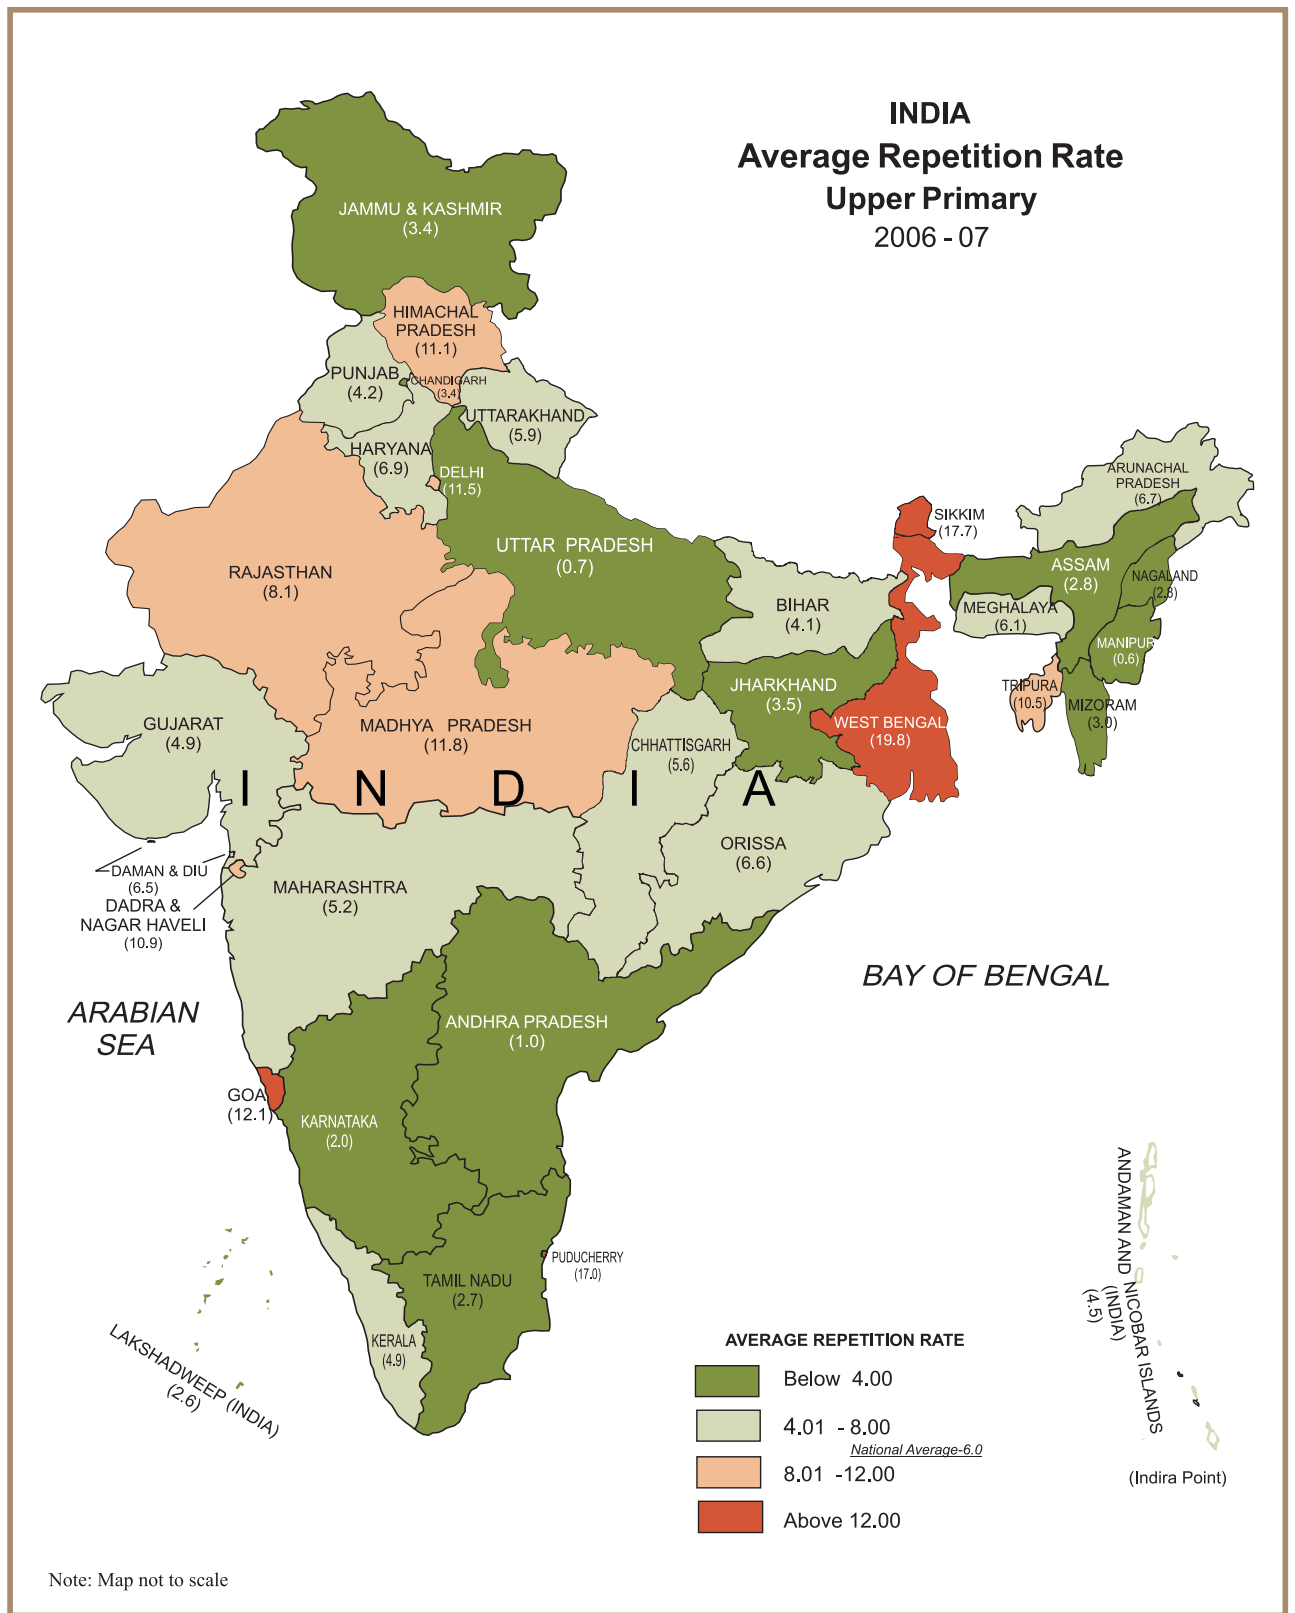 INDIA
Average Repetition Rate
Upper Primary
2006 - 07
JAMMU & KASHMIR
(3.4)
HIMACHAL
PRADESH
(11.1)
PUNJAB
(4.2)
CHANDIGARH
(3.4)
UTTARAKHAND
(5.9)
HARYANA
(6.9)
DELHI
(11.5)
ARUNACHAL
PRADESH
(6.7)
SIKKIM
(17.7)
UTTAR PRADESH
(0.7)
RAJASTHAN
(8.1)
ASSAM
(2.8)
NAGALAND
(2.8)
BIHAR
(4.1)
MEGHALAYA
(6.1)
MANIPUR
(0.6)
JHARKHAND
(3.5)
TRIPURA
(10.5)
MIZORAM
(3.0)
GUJARAT
(4.9)
MADHYA PRADESH
(11.8)
WEST BENGAL
(19.8)
CHHATTISGARH
(5.6)
I N D I A
ORISSA
(6.6)
DAMAN & DIU
(6.5)
DADRA &
NAGAR HAVELI
(10.9)
MAHARASHTRA
(5.2)
BAY OF BENGAL
ARABIAN
SEA
ANDHRA PRADESH
(1.0)
GOA
(12.1)
KARNATAKA
(2.0)
PUDUCHERRY
(17.0)
TAMIL NADU
(2.7)
KERALA
(4.9)
LAKSHADWEEP (INDIA)
(2.6)
ANDAMAN AND NICOBAR ISLANDS
(INDIA)
(4.5)
(Indira Point)
AVERAGE REPETITION RATE
Below 4.00
4.01 - 8.00
National Average-6.0
8.01 -12.00
Above 12.00
Note: Map not to scale